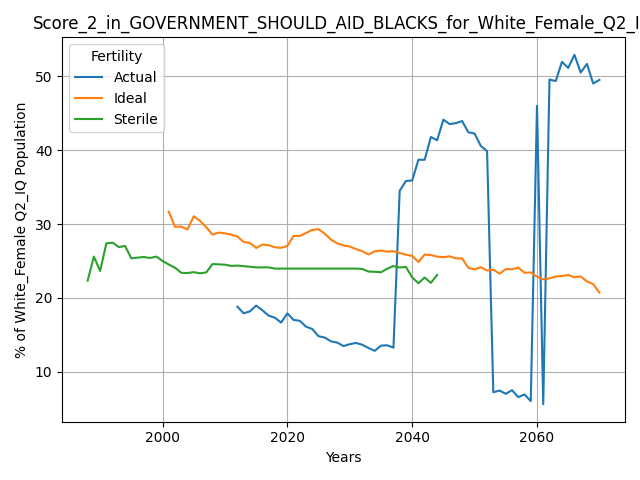 Score_2_in_GOVERNMENT_SHOULD_AID_BLACKS_for_White_Female_Q2_I
Fertility
Actual
Ideal
Sterile
% of White_Female Q2_IQ Population
50
40
30
20
10
2000 2020 2040 2060
Years